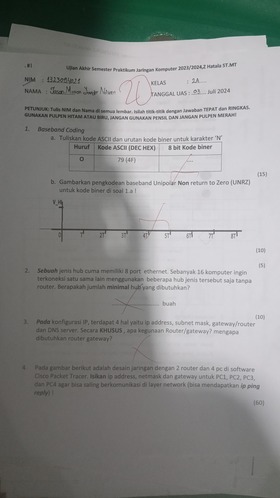 #1
Ujian Akhir Semester Praktikum Jaringan Komputer 2023/2024,2 Hatala ST.MT
NIM :
KELAS : 2A
NAMA :
TANGGAL UAS : 03 Juli 2024
26
PETUNJUK: Tulis NIM dan Nama di semua lembar. Isilah titik-titik dengan Jawaban TEPAT dan RINGKAS.
GUNAKAN PULPEN HITAM ATAU BIRU, JANGAN GUNAKAN PENSIL DAN JANGAN PULPEN MERAH!
1. Baseband Coding
a. Tuliskan kode ASCII dan urutan kode biner untuk karakter 'N'
Huruf Kode ASCII (DEC HEX) 8 bit Kode biner
O 79 (4F)
(15)
b. Gambarkan pengkodean baseband Unipolar Non return to Zero (UNRZ)
untuk kode biner di soal 1.a !
0 T 2T 3T 4T 5T 6T 7T 8T
(10)
(5)
2. Sebuah jenis hub cuma memiliki 8 port ethernet. Sebanyak 16 komputer ingin
terkoneksi satu sama lain menggunakan beberapa hub jenis tersebut saja tanpa
router. Berapakah jumlah minimal hub yang dibutuhkan?
buah
(10)
3. Pada konfigurasi IP, terdapat 4 hal yaitu ip address, subnet mask, gateway/router
dan DNS server. Secara KHUSUS , apa kegunaan Router/gateway? mengapa
dibutuhkan router gateway?
4. Pada gambar berikut adalah desain jaringan dengan 2 router dan 4 pc di software
Cisco Packet Tracer. Isikan ip address, netmask dan gateway untuk PC1, PC2, PC3,
dan PC4 agar bisa saling berkomunikasi di layer network (bisa mendapatkan ip ping
reply) !
(60)